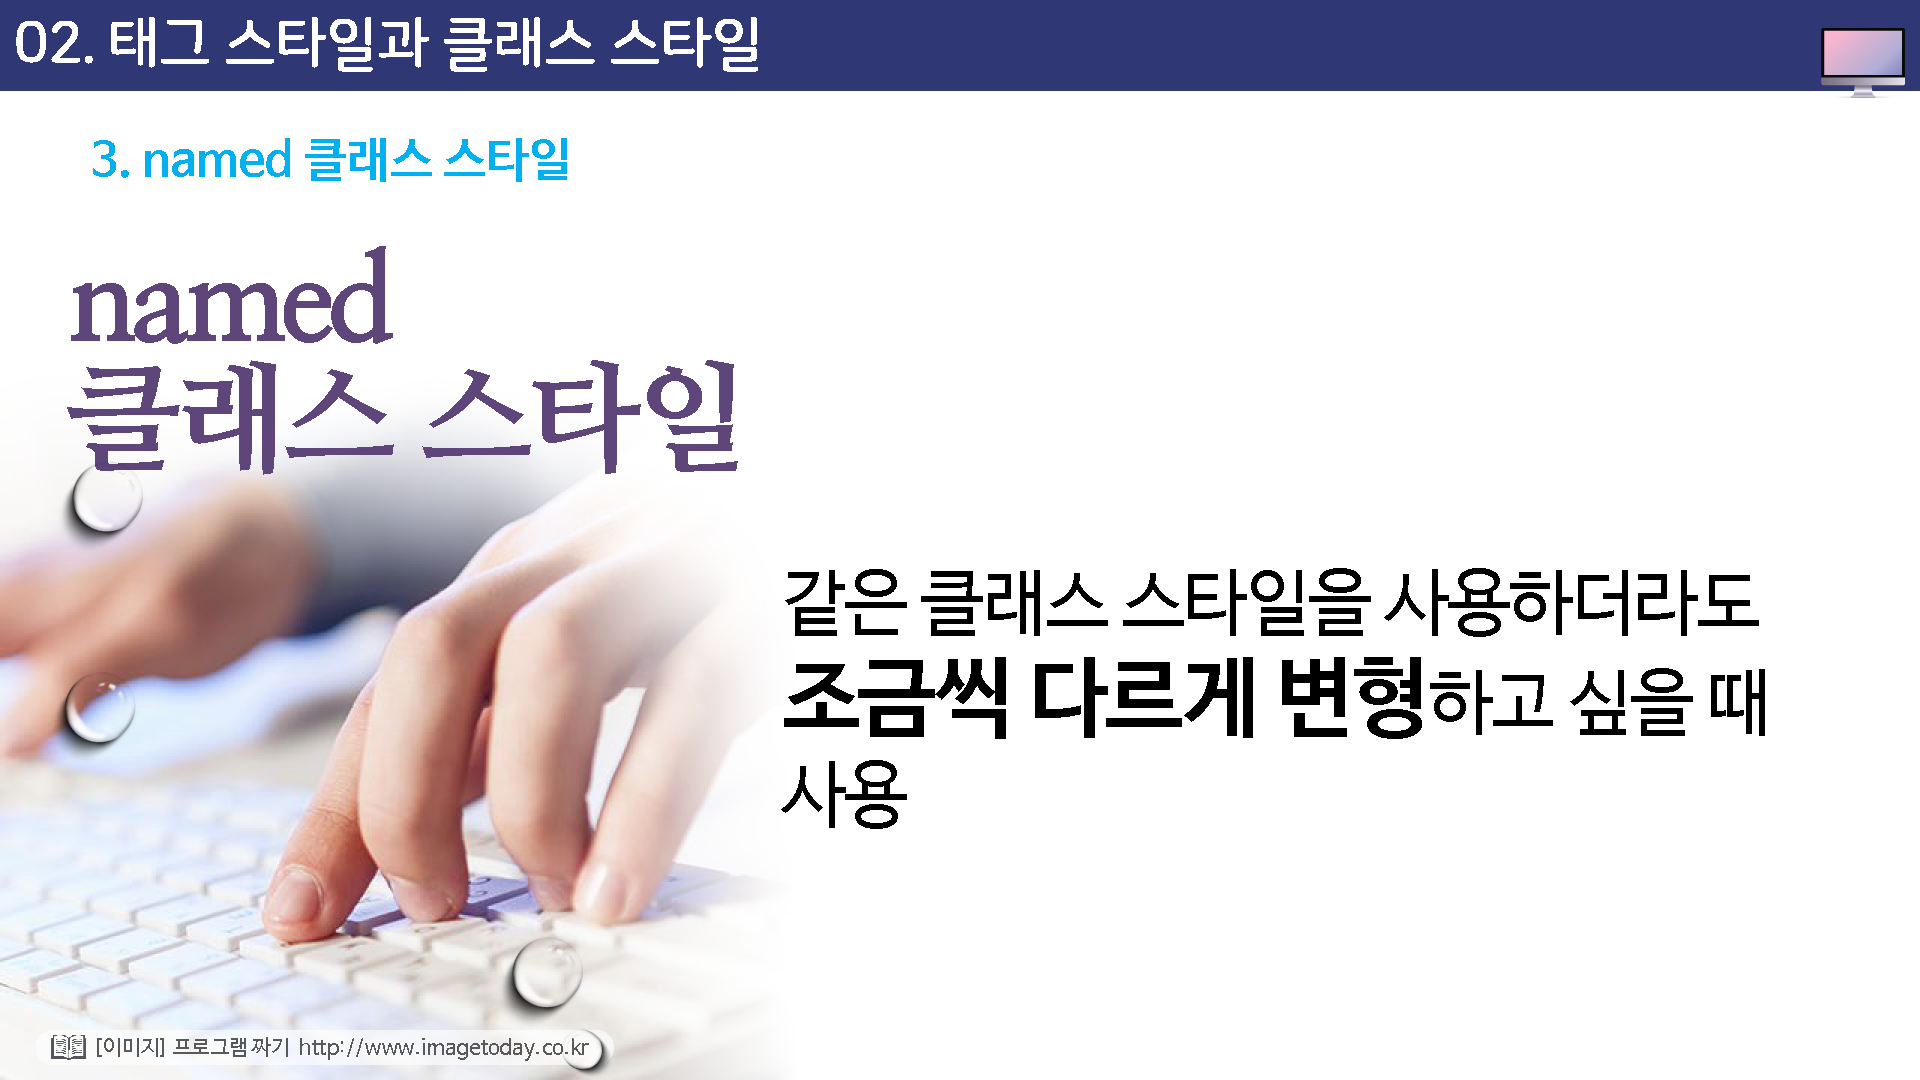 02. 태그 스타일과 클래스 스타일
3. named 클래스 스타일
named
클래스 스타일
같은 클래스 스타일을 사용하더라도
조금씩 다르게 변형하고 싶을 때
사용
[이미지] 프로그램 짜기 http://www.imagetoday.co.kr